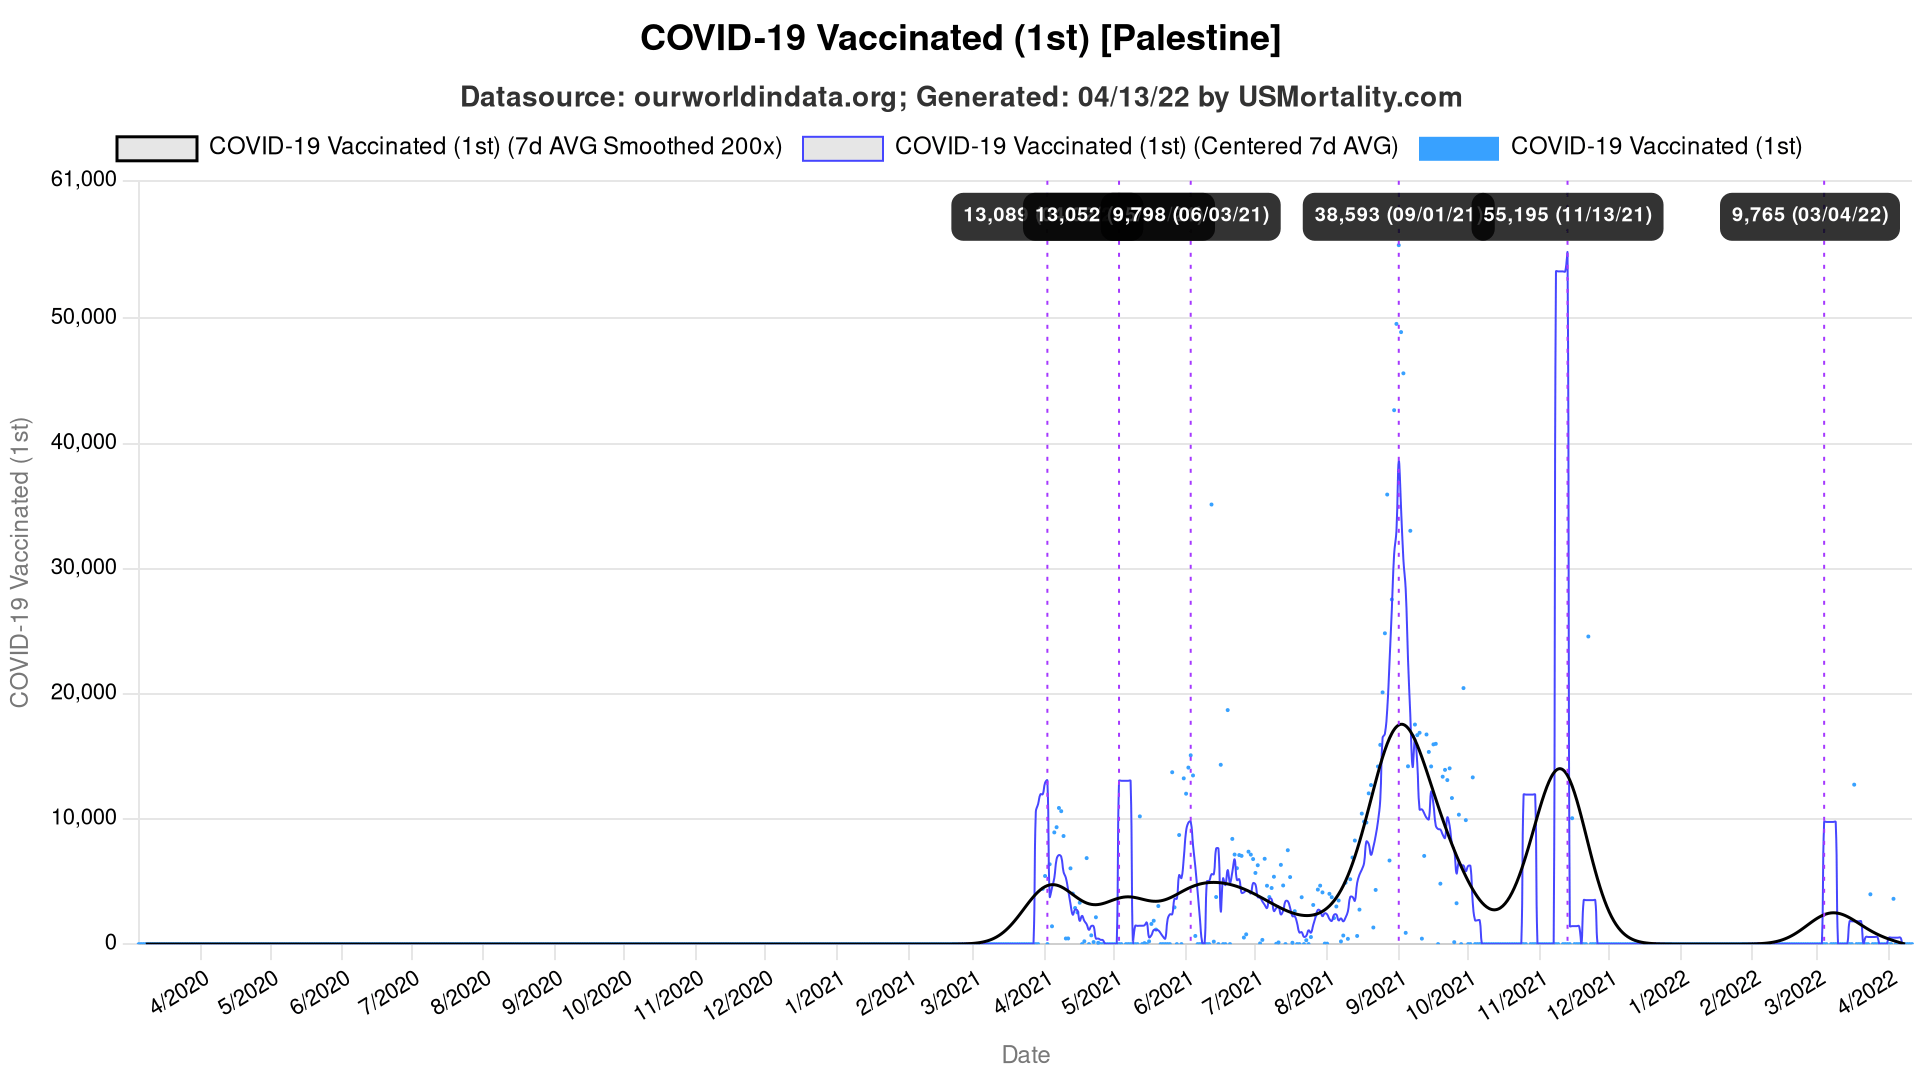 COVID-19 Vaccinated (1st) [Palestine]
Datasource: ourworldindata.org; Generated: 04/13/22 by USMortality.com
COVID-19 Vaccinated (1st) (7d AVG Smoothed 200x) COVID-19 Vaccinated (1st) (Centered 7d AVG) COVID-19 Vaccinated (1st)
61,000
13,089 13,052 9,798 (06/03/21) 38,593 (09/01/21) 55,195 (11/13/21) 9,765 (03/04/22)
50,000
40,000
30,000
20,000
10,000
0
COVID-19 Vaccinated (1st)
4/2020 5/2020 6/2020 7/2020 8/2020 9/2020 10/2020 11/2020 12/2020 1/2021 2/2021 3/2021 4/2021 5/2021 6/2021 7/2021 8/2021 9/2021 10/2021 11/2021 12/2021 1/2022 2/2022 3/2022 4/2022
Date